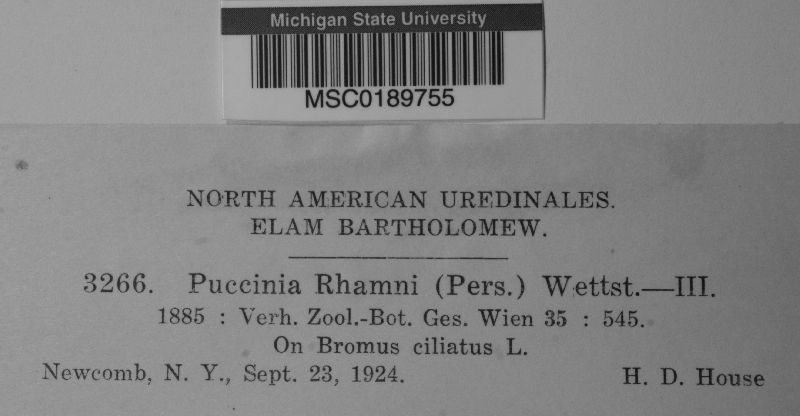 Michigan State University
MSC0189755
NORTH AMERICAN UREDINALES.
ELAM BARTHOLOMEW.
3266. Puccinia Rhamni (Pers.) Wettst.—III.
1885 : Verh. Zool.-Bot. Ges. Wien 35 : 545.
On Bromus ciliatus L.
Newcomb, N. Y., Sept. 23, 1924. H. D. House